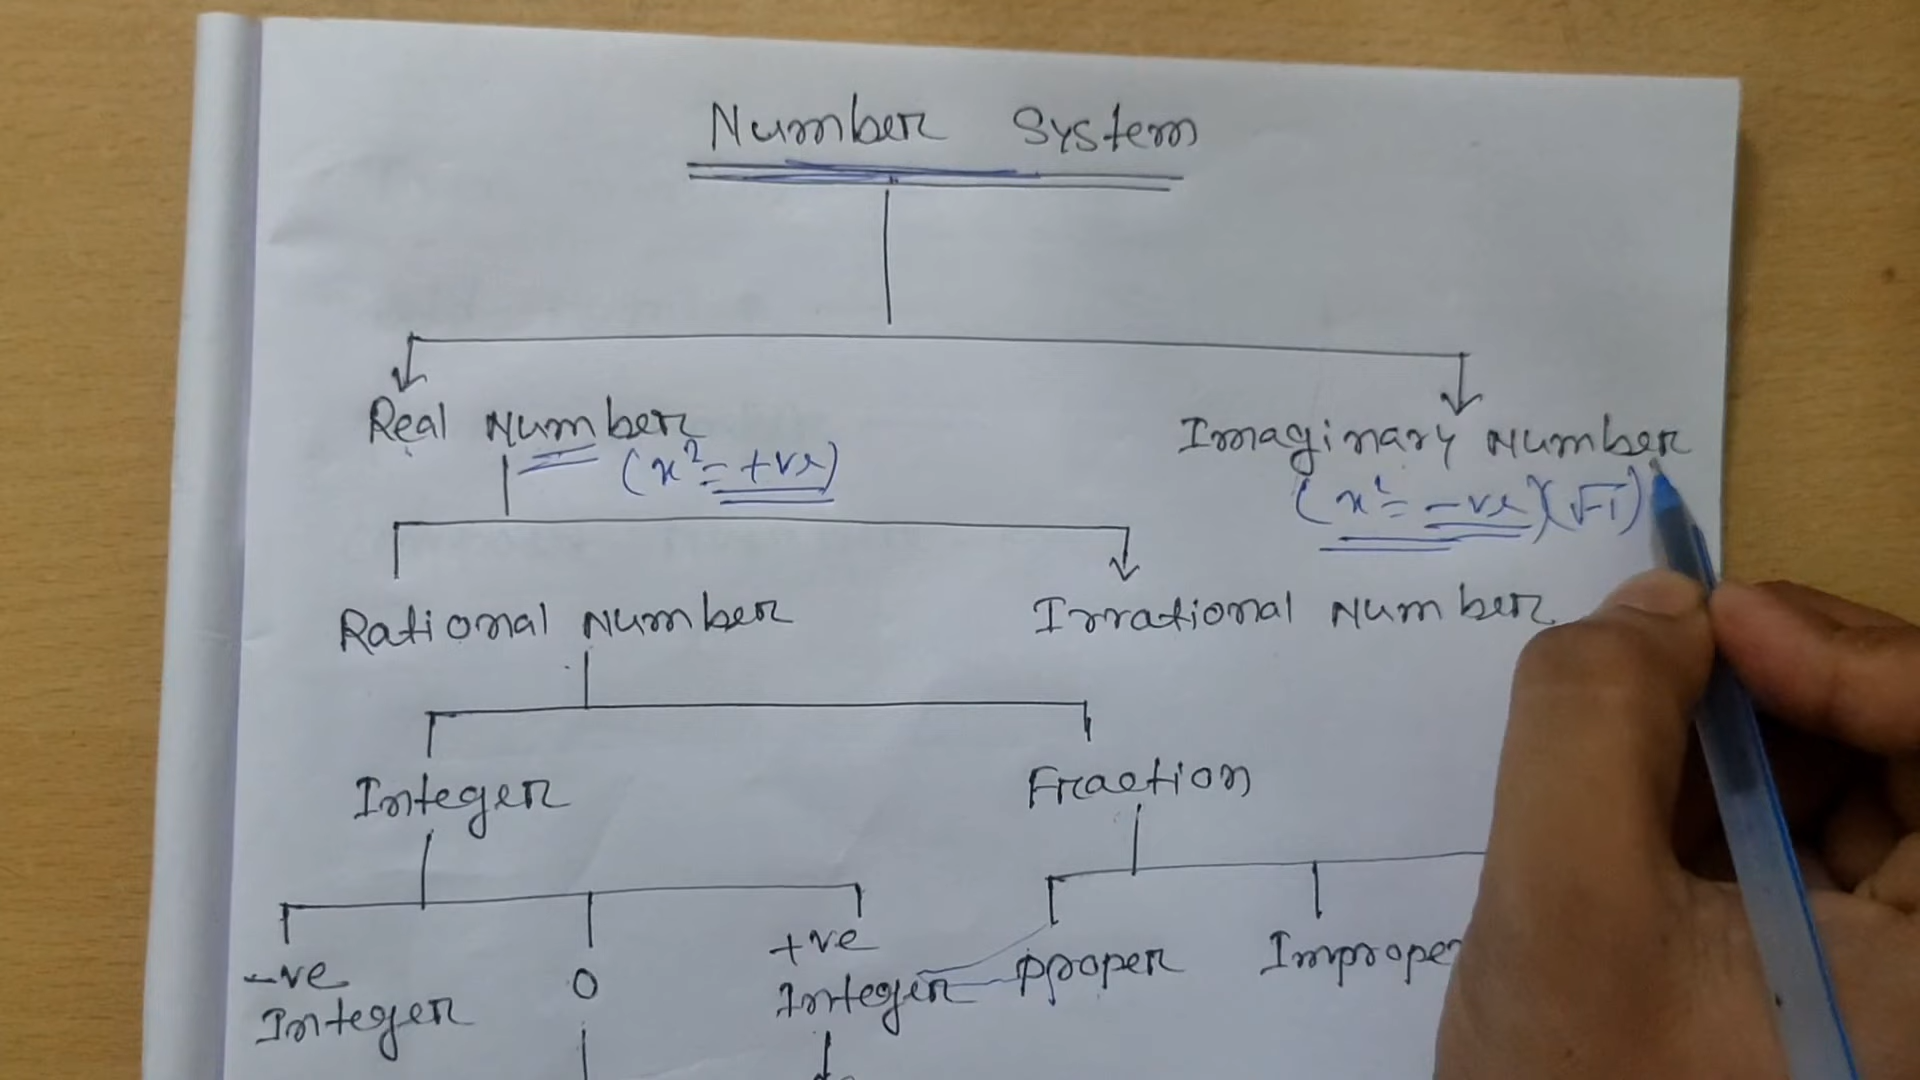 Number System
Real Number
(x² = +ve)
Imaginary Number
(x² = -ve)(√-1)
Rational Number
Irrational Number
Integer
Fraction
-ve
Integer
0
+ve
Integer
Proper
Imprope